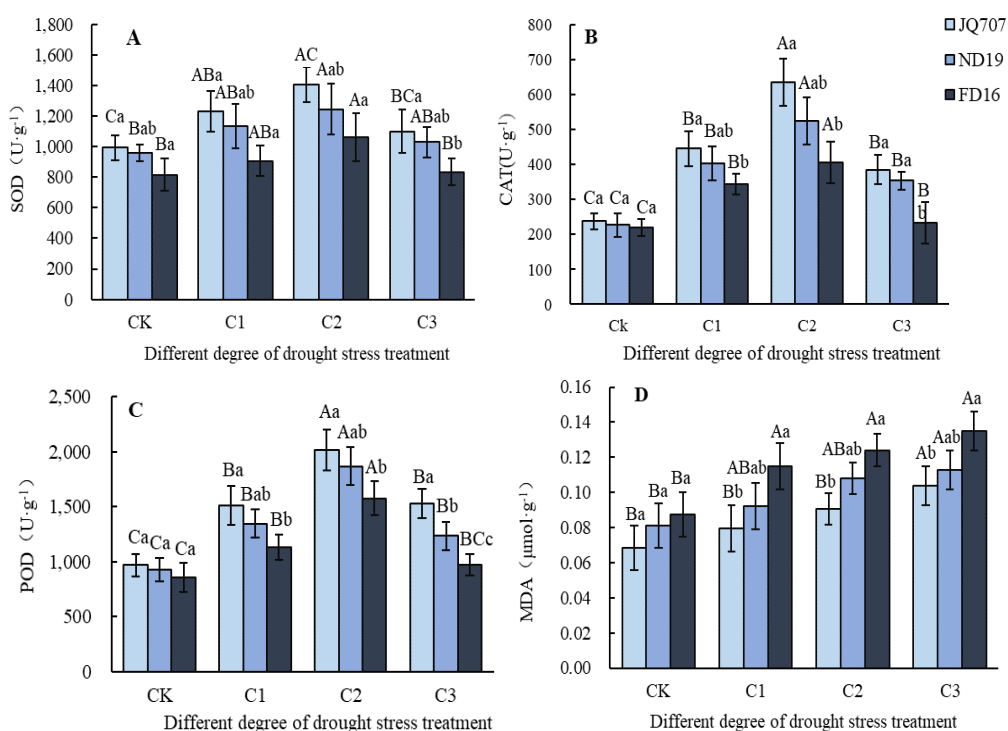 A
SOD（U·g-1）
1,800
1,600
1,400
1,200
1,000
800
600
400
200
0
Ca Bab Ba
ABa ABab ABa
AC Aab Aa
BCa ABab Bb
CK C1 C2 C3
Different degree of drought stress treatment
B
CAT(U·g-1)
800
700
600
500
400
300
200
100
0
Ca Ca Ca
Ba Bab Bb
Aa Aab Ab
Ba Ba B
b
Ck C1 C2 C3
Different degree of drought stress treatment
JQ707
ND19
FD16
C
POD（U·g-1）
2,500
2,000
1,500
1,000
500
0
Ca Ca Ca
Ba Bab Bb
Aa Aab Ab
Ba Bb BCc
CK C1 C2 C3
Different degree of drought stress treatment
D
MDA（μmol·g-1）
0.16
0.14
0.12
0.10
0.08
0.06
0.04
0.02
0.00
Ba Ba Ba
Bb ABab Aa
Bb ABab Aa
Ab Aab Aa
CK C1 C2 C3
Different degree of drought stress treatment